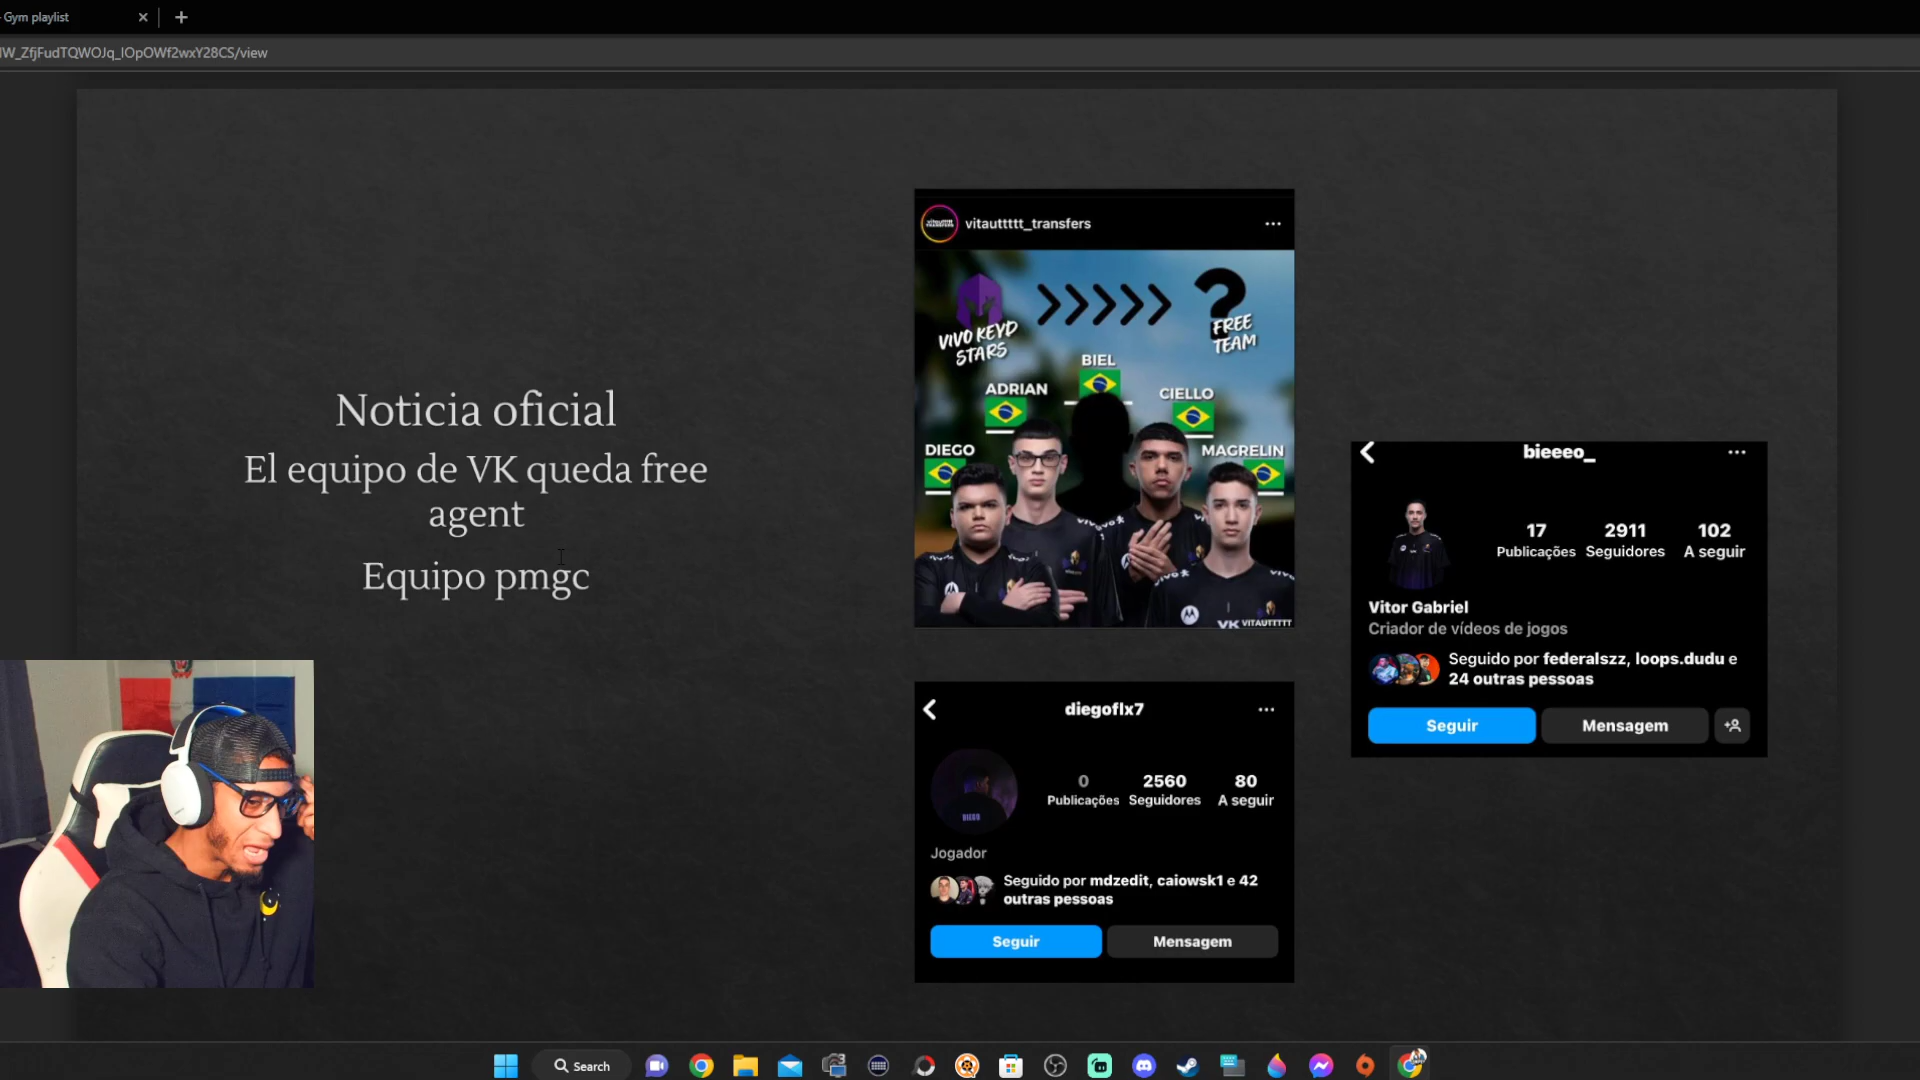 Gym playlist
IW_ZfjFudTQWOJq_IOpOWf2wxY28CS/view
Noticia oficial
El equipo de VK queda free
agent
Equipo pmgc
vitauttttt_transfers
VIVO KEYD
STARS
FREE
TEAM
BIEL
ADRIAN
CIELLO
DIEGO
MAGRELIN
VK VITAUTTTTT
bieeeo_
17
2911
102
Publicações
Seguidores
A seguir
Vitor Gabriel
Criador de vídeos de jogos
Seguido por federalszz, loops.dudu e
24 outras pessoas
Seguir
Mensagem
diegoflx7
0
2560
80
Publicações
Seguidores
A seguir
DIEGO
Jogador
Seguido por mdzedit, caiowsk1 e 42
outras pessoas
Seguir
Mensagem
Search